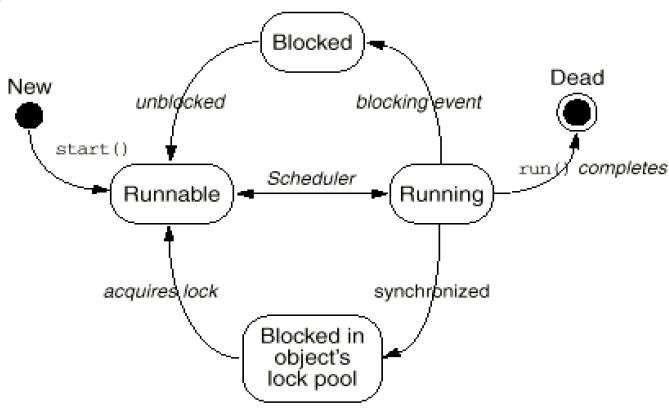 Blocked
New
Dead
unblocked
blocking event
start()
Scheduler
run() completes
Runnable
Running
acquires lock
synchronized
Blocked in
object's
lock pool